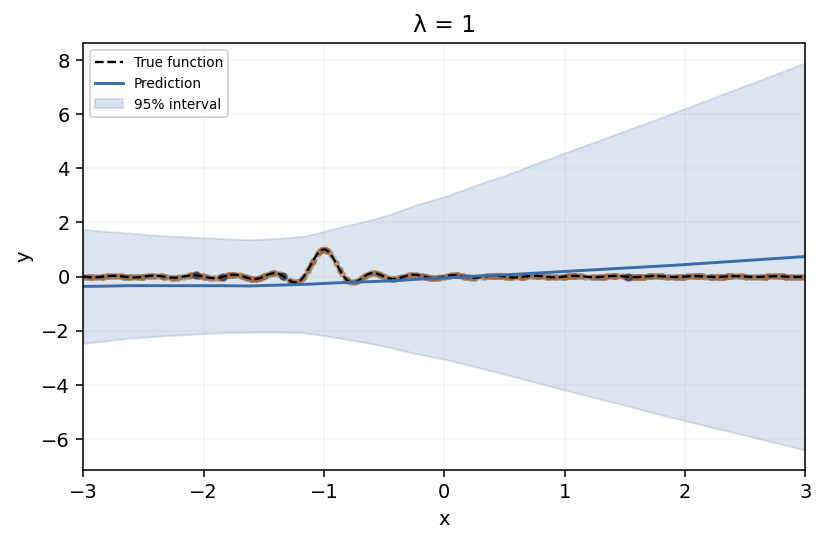 λ = 1
True function
Prediction
95% interval
8
6
4
2
0
−2
−4
−6
y
−3
−2
−1
0
1
2
3
x